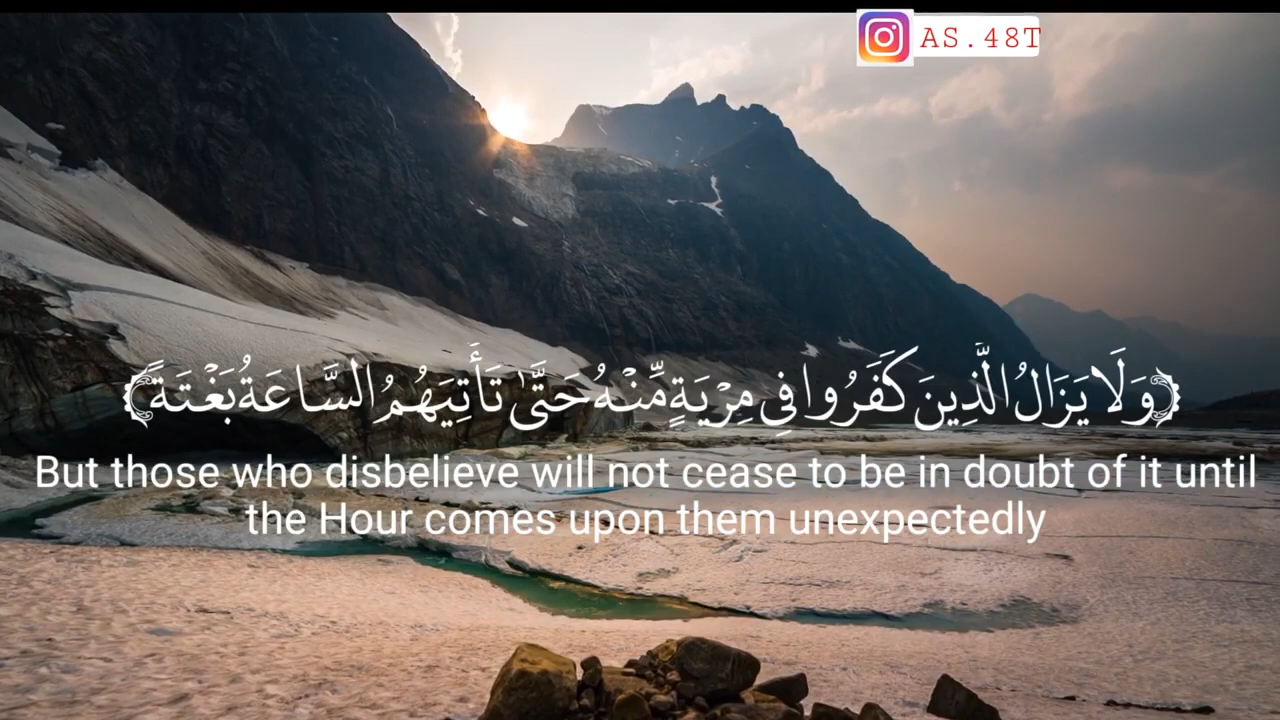 AS.48T
﴿وَلَا يَزَالُ الَّذِينَ كَفَرُوا فِي مِرْيَةٍ مِّنْهُ حَتَّىٰ تَأْتِيَهُمُ السَّاعَةُ بَغْتَةً﴾
But those who disbelieve will not cease to be in doubt of it until
the Hour comes upon them unexpectedly